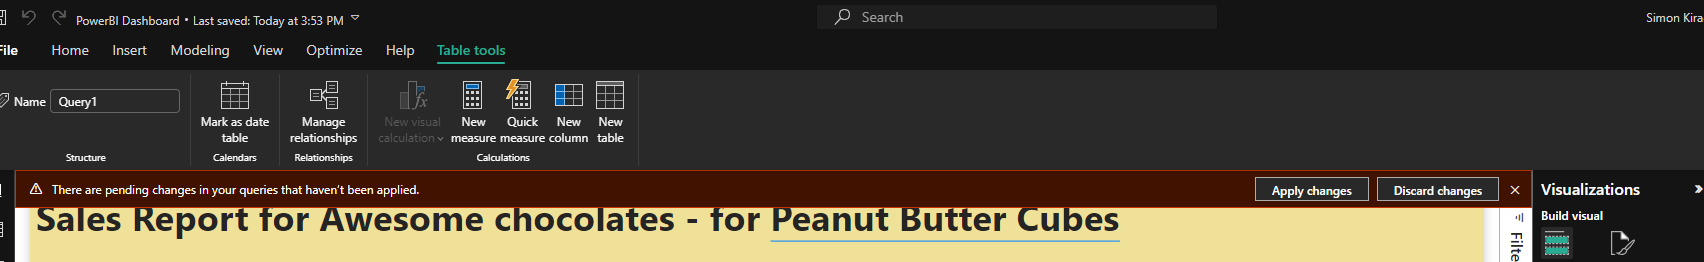 PowerBI Dashboard • Last saved: Today at 3:53 PM
Search
Simon Kira
File
Home
Insert
Modeling
View
Optimize
Help
Table tools
Name
Query1
Mark as date
table
Manage
relationships
New visual
calculation
New
measure
Quick
measure
New
column
New
table
Structure
Calendars
Relationships
Calculations
There are pending changes in your queries that haven't been applied.
Apply changes
Discard changes
Visualizations
Sales Report for Awesome chocolates - for Peanut Butter Cubes
Build visual
Filte